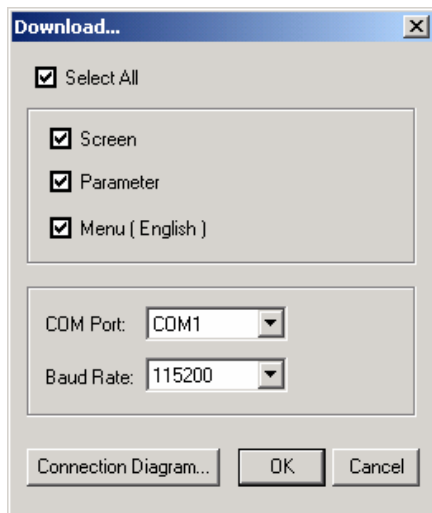 Download...
Select All
Screen
Parameter
Menu ( English )
COM Port: COM1
Baud Rate: 115200
Connection Diagram... OK Cancel